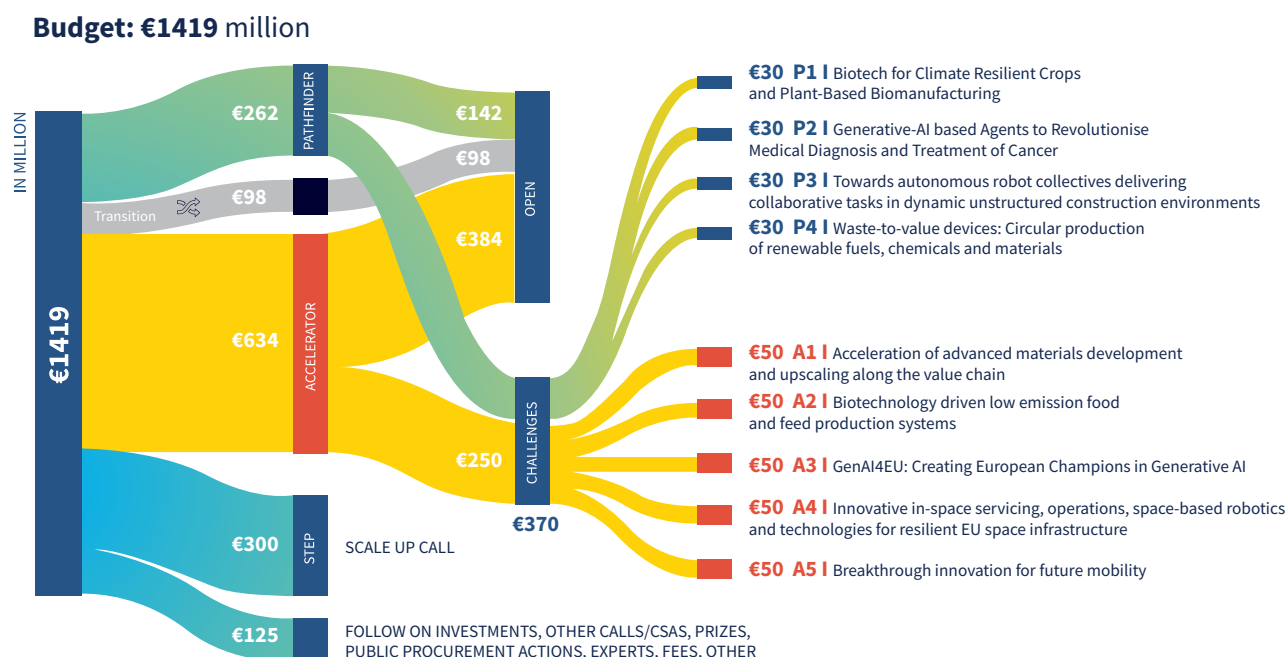 Budget: €1419 million
IN MILLION
€1419
€262
PATHFINDER
€142
Transition
€98
€98
OPEN
€384
€634
ACCELERATOR
€250
CHALLENGES
€370
€300
STEP
SCALE UP CALL
€125
FOLLOW ON INVESTMENTS, OTHER CALLS/CSAS, PRIZES,
PUBLIC PROCUREMENT ACTIONS, EXPERTS, FEES, OTHER
€30 P1 I Biotech for Climate Resilient Crops
and Plant-Based Biomanufacturing
€30 P2 I Generative-AI based Agents to Revolutionise
Medical Diagnosis and Treatment of Cancer
€30 P3 I Towards autonomous robot collectives delivering
collaborative tasks in dynamic unstructured construction environments
€30 P4 I Waste-to-value devices: Circular production
of renewable fuels, chemicals and materials
€50 A1 I Acceleration of advanced materials development
and upscaling along the value chain
€50 A2 I Biotechnology driven low emission food
and feed production systems
€50 A3 I GenAI4EU: Creating European Champions in Generative AI
€50 A4 I Innovative in-space servicing, operations, space-based robotics
and technologies for resilient EU space infrastructure
€50 A5 I Breakthrough innovation for future mobility